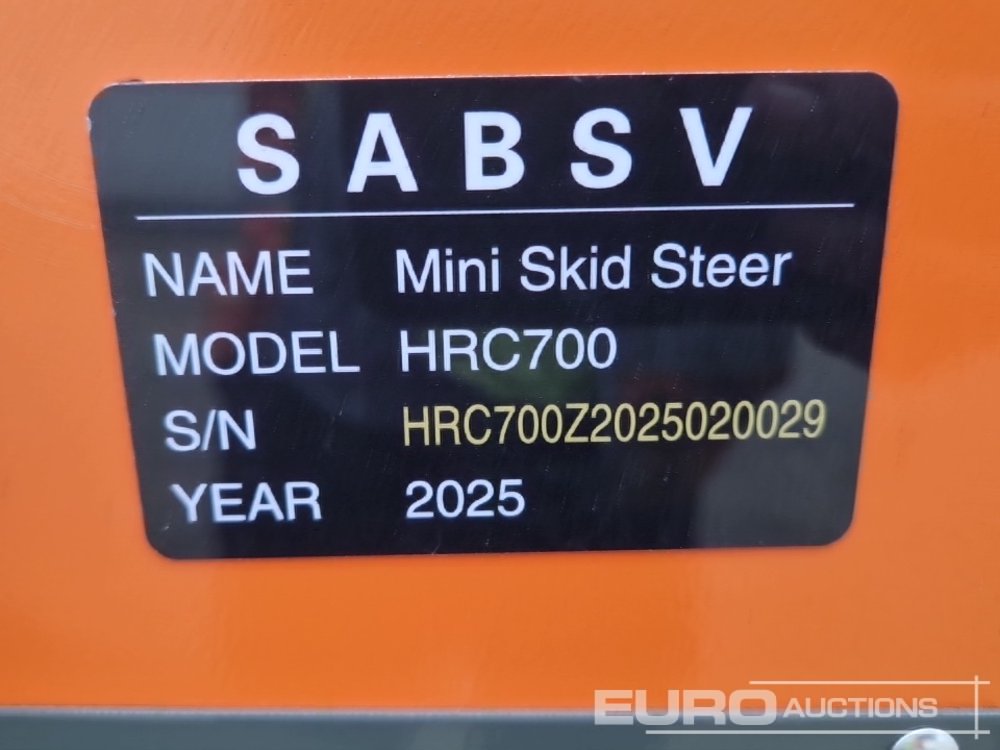 SABSV
NAME Mini Skid Steer
MODEL HRC700
S/N HRC700Z2025020029
YEAR 2025
EURO AUCTIONS